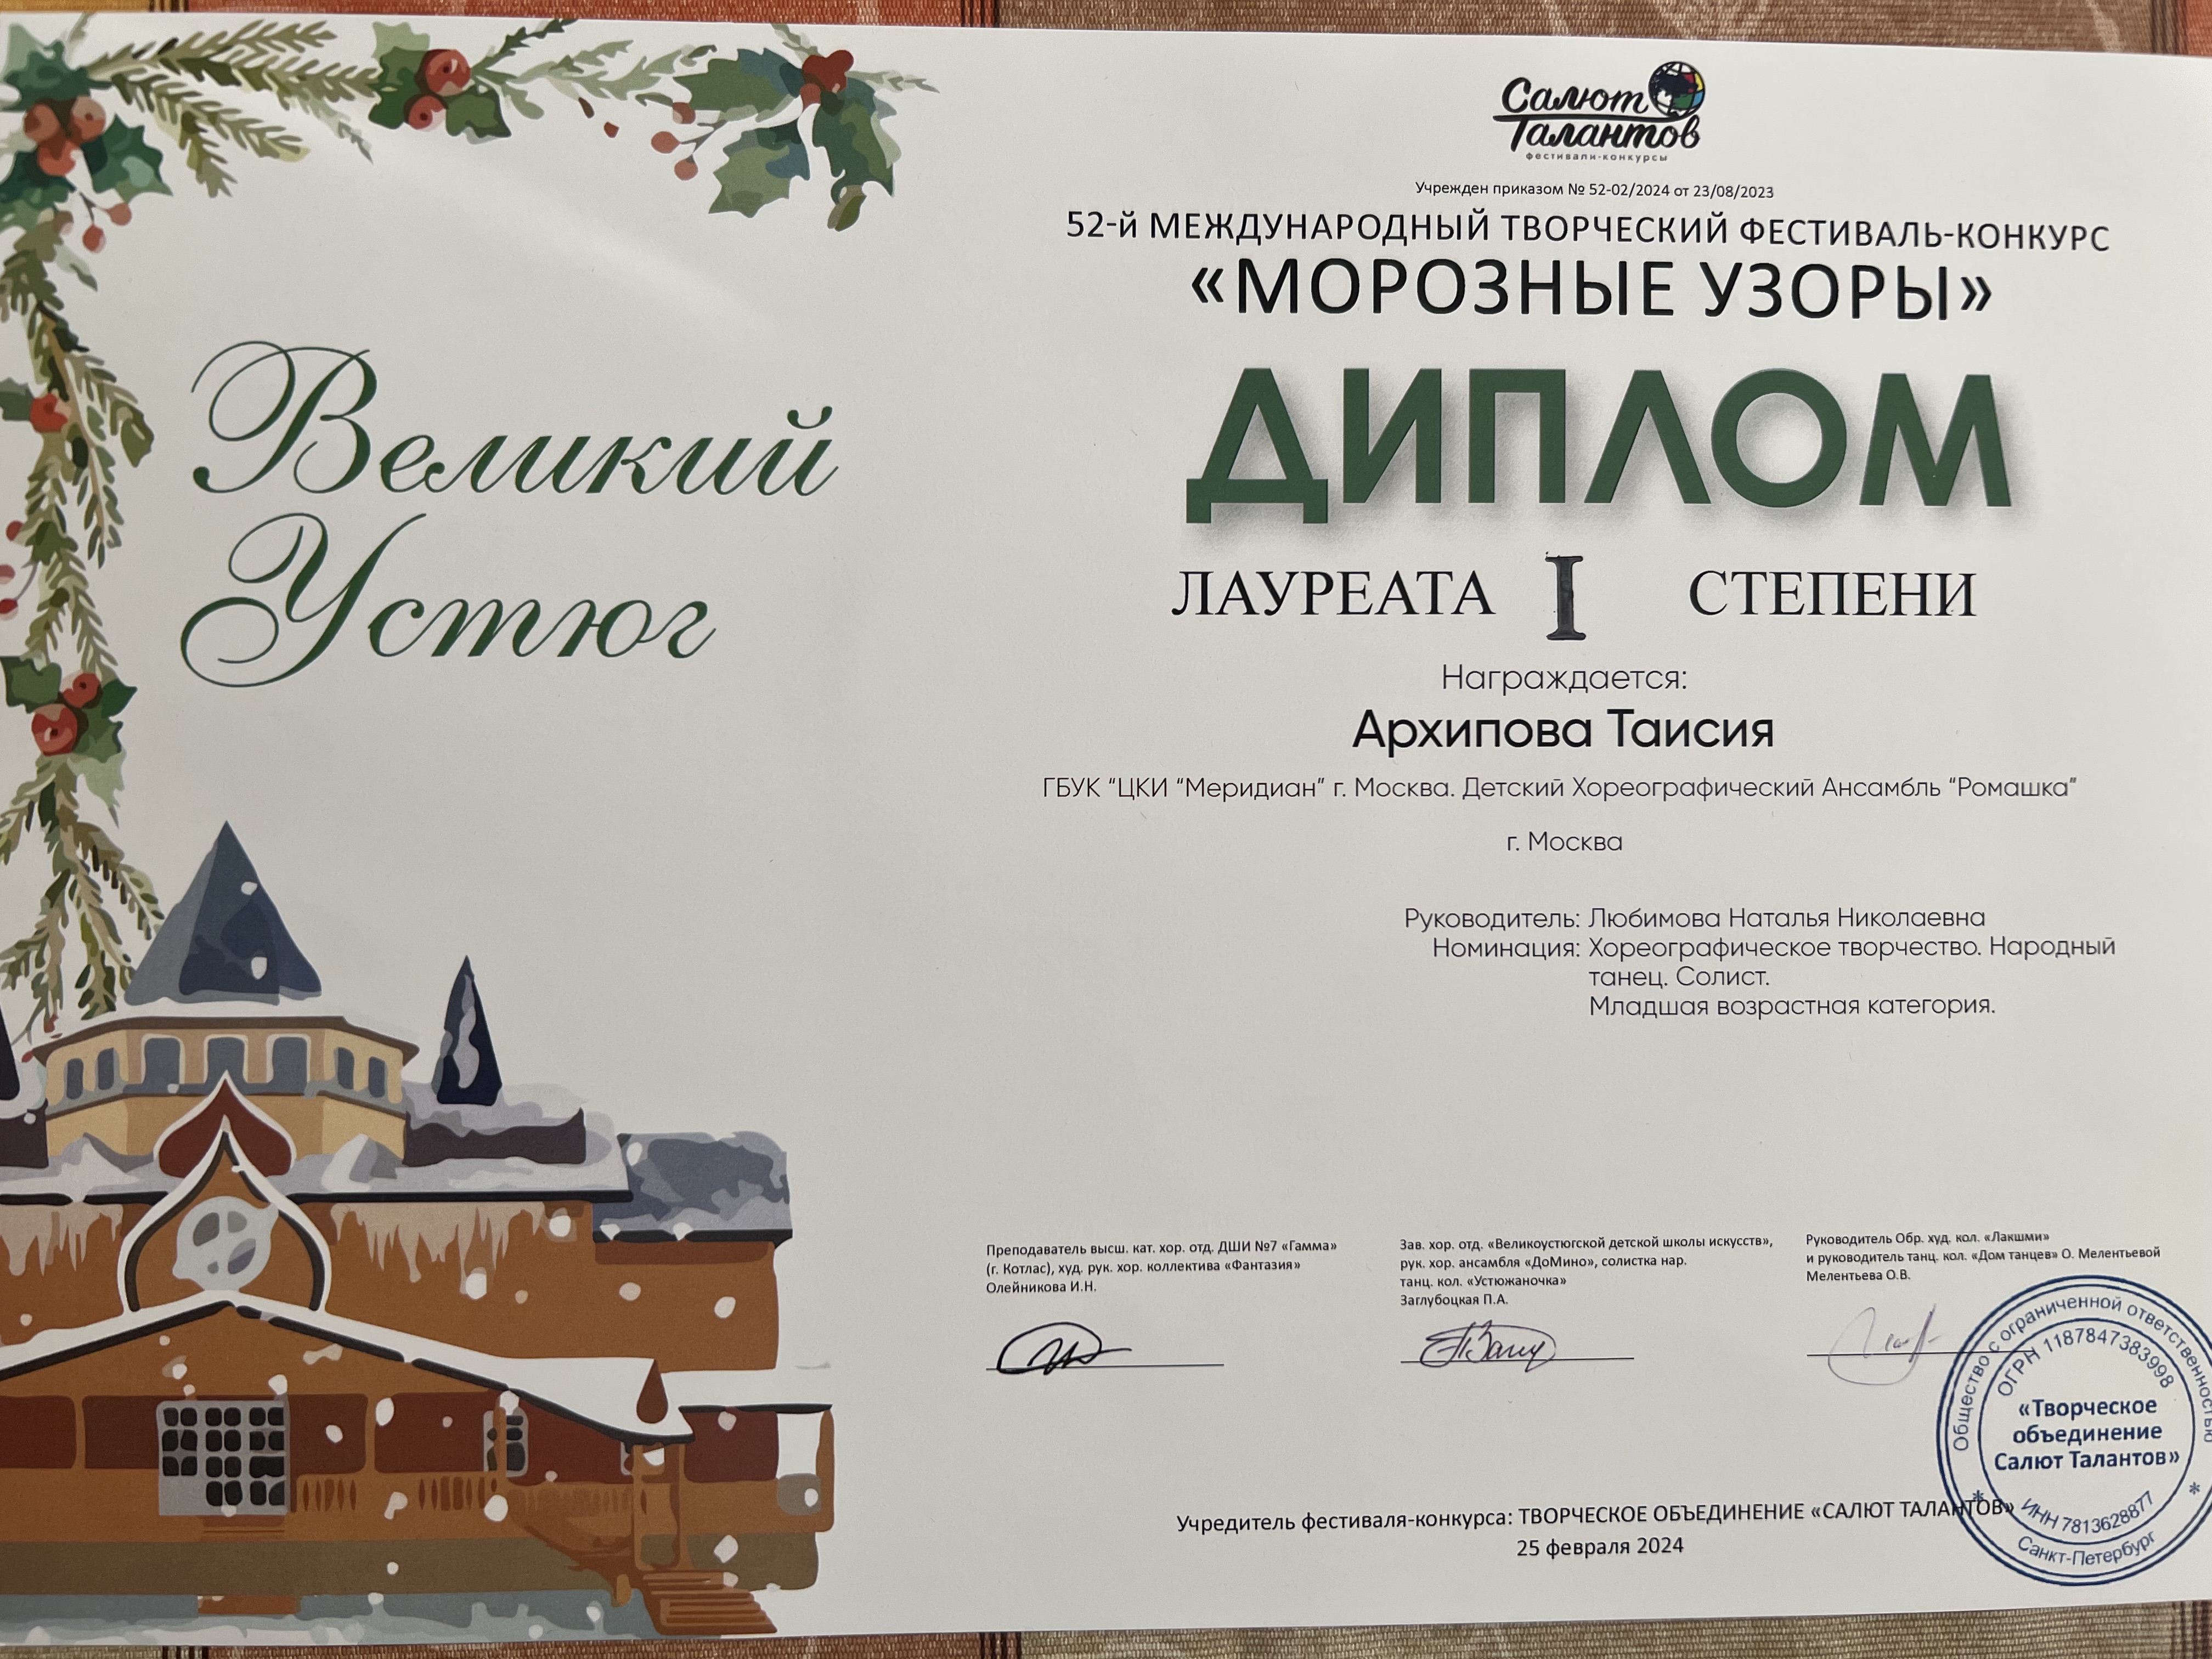 Великий
Устюг
Салют
Талантов
фестивали-конкурсы
Учрежден приказом № 52-02/2024 от 23/08/2023
52-й МЕЖДУНАРОДНЫЙ ТВОРЧЕСКИЙ ФЕСТИВАЛЬ-КОНКУРС
«МОРОЗНЫЕ УЗОРЫ»
ДИПЛОМ
ЛАУРЕАТА I СТЕПЕНИ
Награждается:
Архипова Таисия
ГБУК “ЦКИ “Меридиан” г. Москва. Детский Хореографический Ансамбль “Ромашка”
г. Москва
Руководитель: Любимова Наталья Николаевна
Номинация: Хореографическое творчество. Народный
танец. Солист.
Младшая возрастная категория.
Преподаватель высш. кат. хор. отд. ДШИ №7 «Гамма»
(г. Котлас), худ. рук. хор. коллектива «Фантазия»
Олейникова И.Н.
Зав. хор. отд. «Великоустюгской детской школы искусств»,
рук. хор. ансамбля «ДоМино», солистка нар.
танц. кол. «Устюжаночка»
Заглубоцкая П.А.
Руководитель Обр. худ. кол. «Лакшми»
и руководитель танц. кол. «Дом танцев» О. Мелентьевой
Мелентьева О.В.
Общество с ограниченной ответственностью
ОГРН 1187847383998
«Творческое
объединение
Салют Талантов»
ИНН 7813628877
Санкт-Петербург
Учредитель фестиваля-конкурса: ТВОРЧЕСКОЕ ОБЪЕДИНЕНИЕ «САЛЮТ ТАЛАНТОВ»
25 февраля 2024